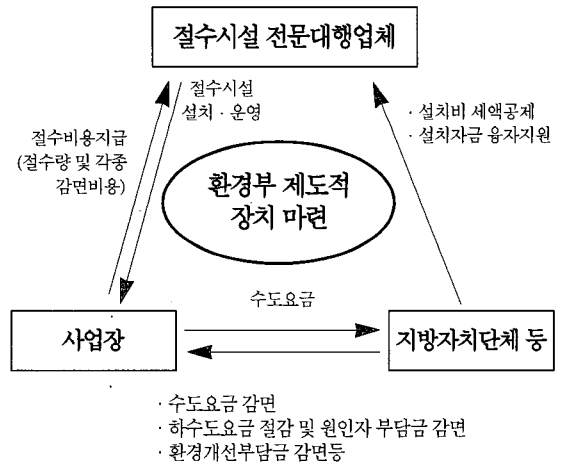 절수시설 전문대행업체
절수시설
설치 · 운영
· 설치비 세액공제
· 설치자금 융자지원
절수비용지급
(절수량 및 각종
감면비용)
환경부 제도적
장치 마련
수도요금
사업장
지방자치단체 등
· 수도요금 감면
· 하수도요금 절감 및 원인자 부담금 감면
· 환경개선부담금 감면등